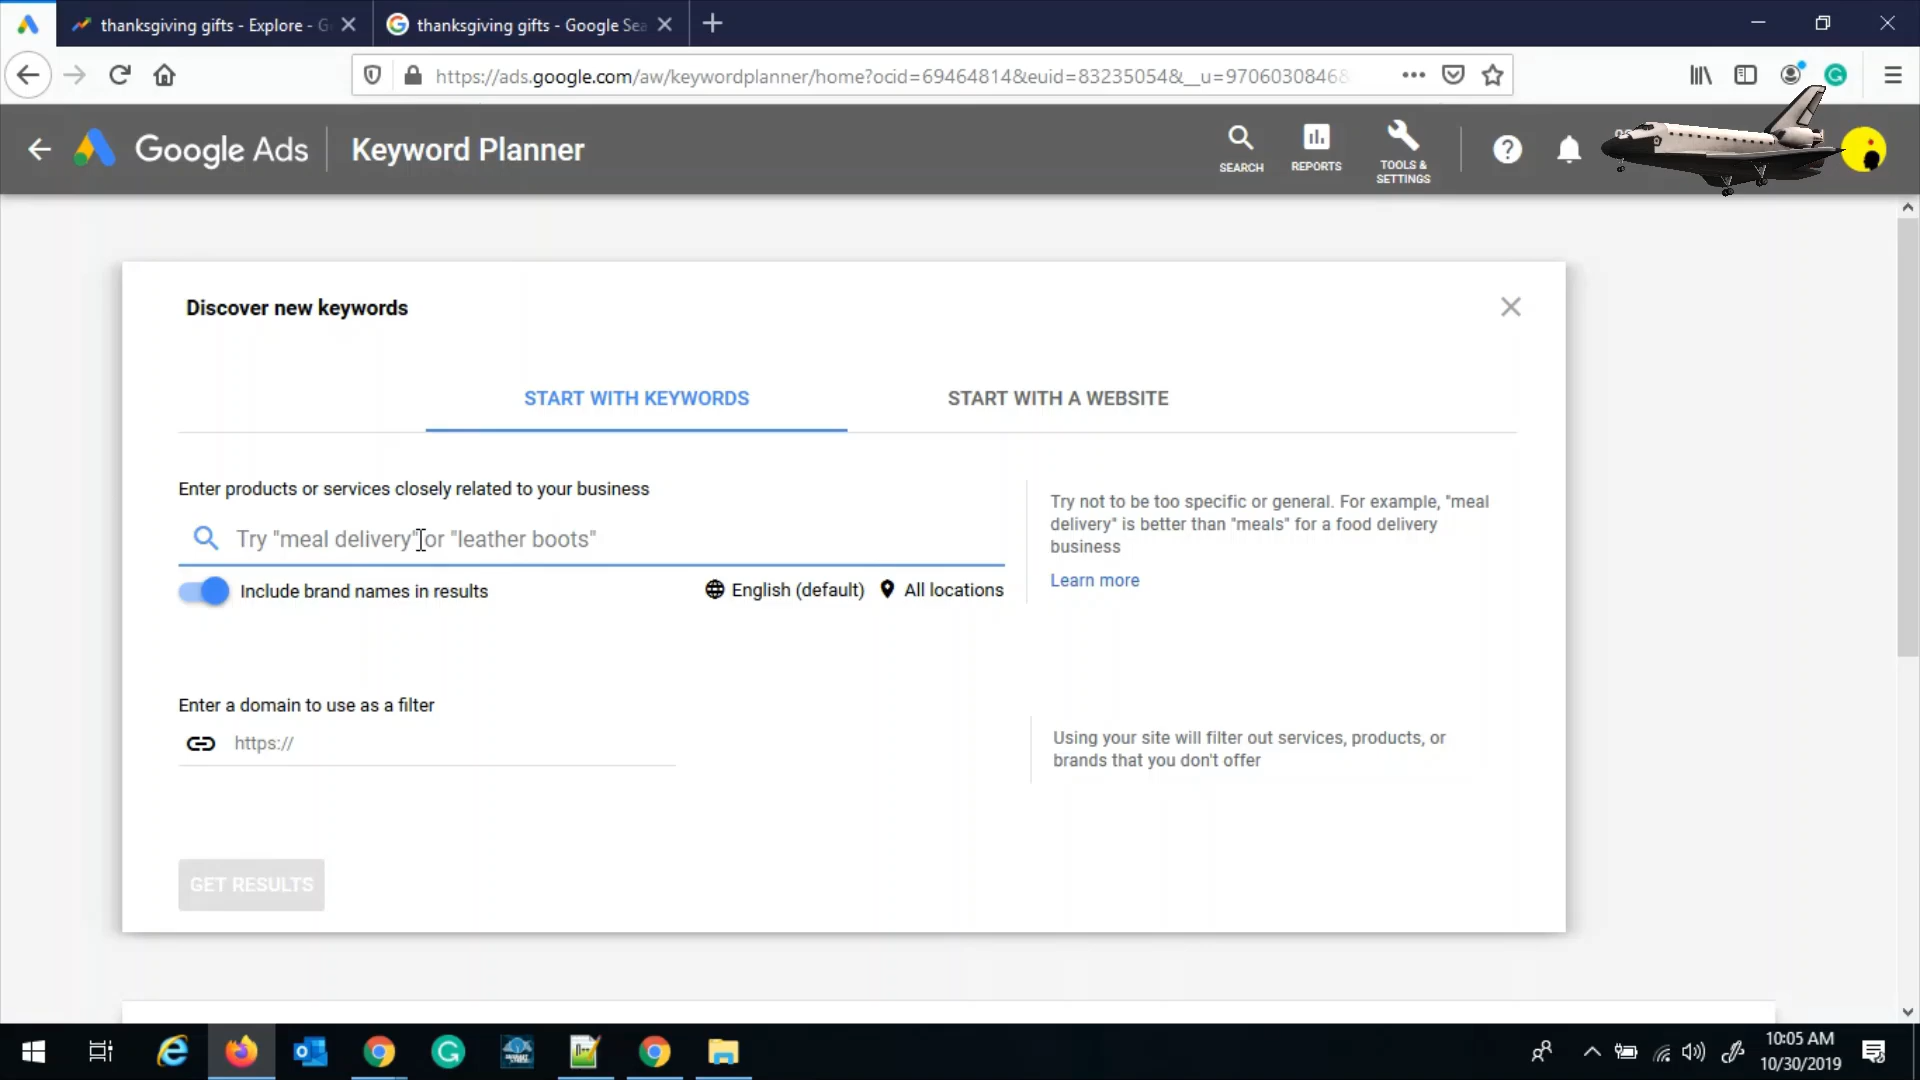 thanksgiving gifts - Explore - G
thanksgiving gifts - Google Sea
https://ads.google.com/aw/keywordplanner/home?ocid=69464814&euid=83235054&__u=9706030846
Google Ads
Keyword Planner
SEARCH
REPORTS
TOOLS &
SETTINGS
Discover new keywords
START WITH KEYWORDS
START WITH A WEBSITE
Enter products or services closely related to your business
Try "meal delivery" or "leather boots"
Include brand names in results
English (default)
All locations
Try not to be too specific or general. For example, "meal
delivery" is better than "meals" for a food delivery
business
Learn more
Enter a domain to use as a filter
https://
Using your site will filter out services, products, or
brands that you don't offer
GET RESULTS
10:05 AM
10/30/2019